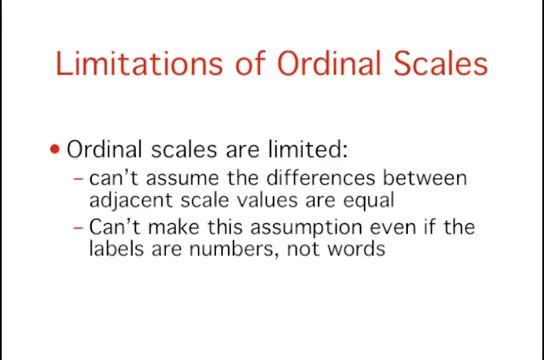 Limitations of Ordinal Scales
• Ordinal scales are limited:
– can't assume the differences between
adjacent scale values are equal
– Can't make this assumption even if the
labels are numbers, not words